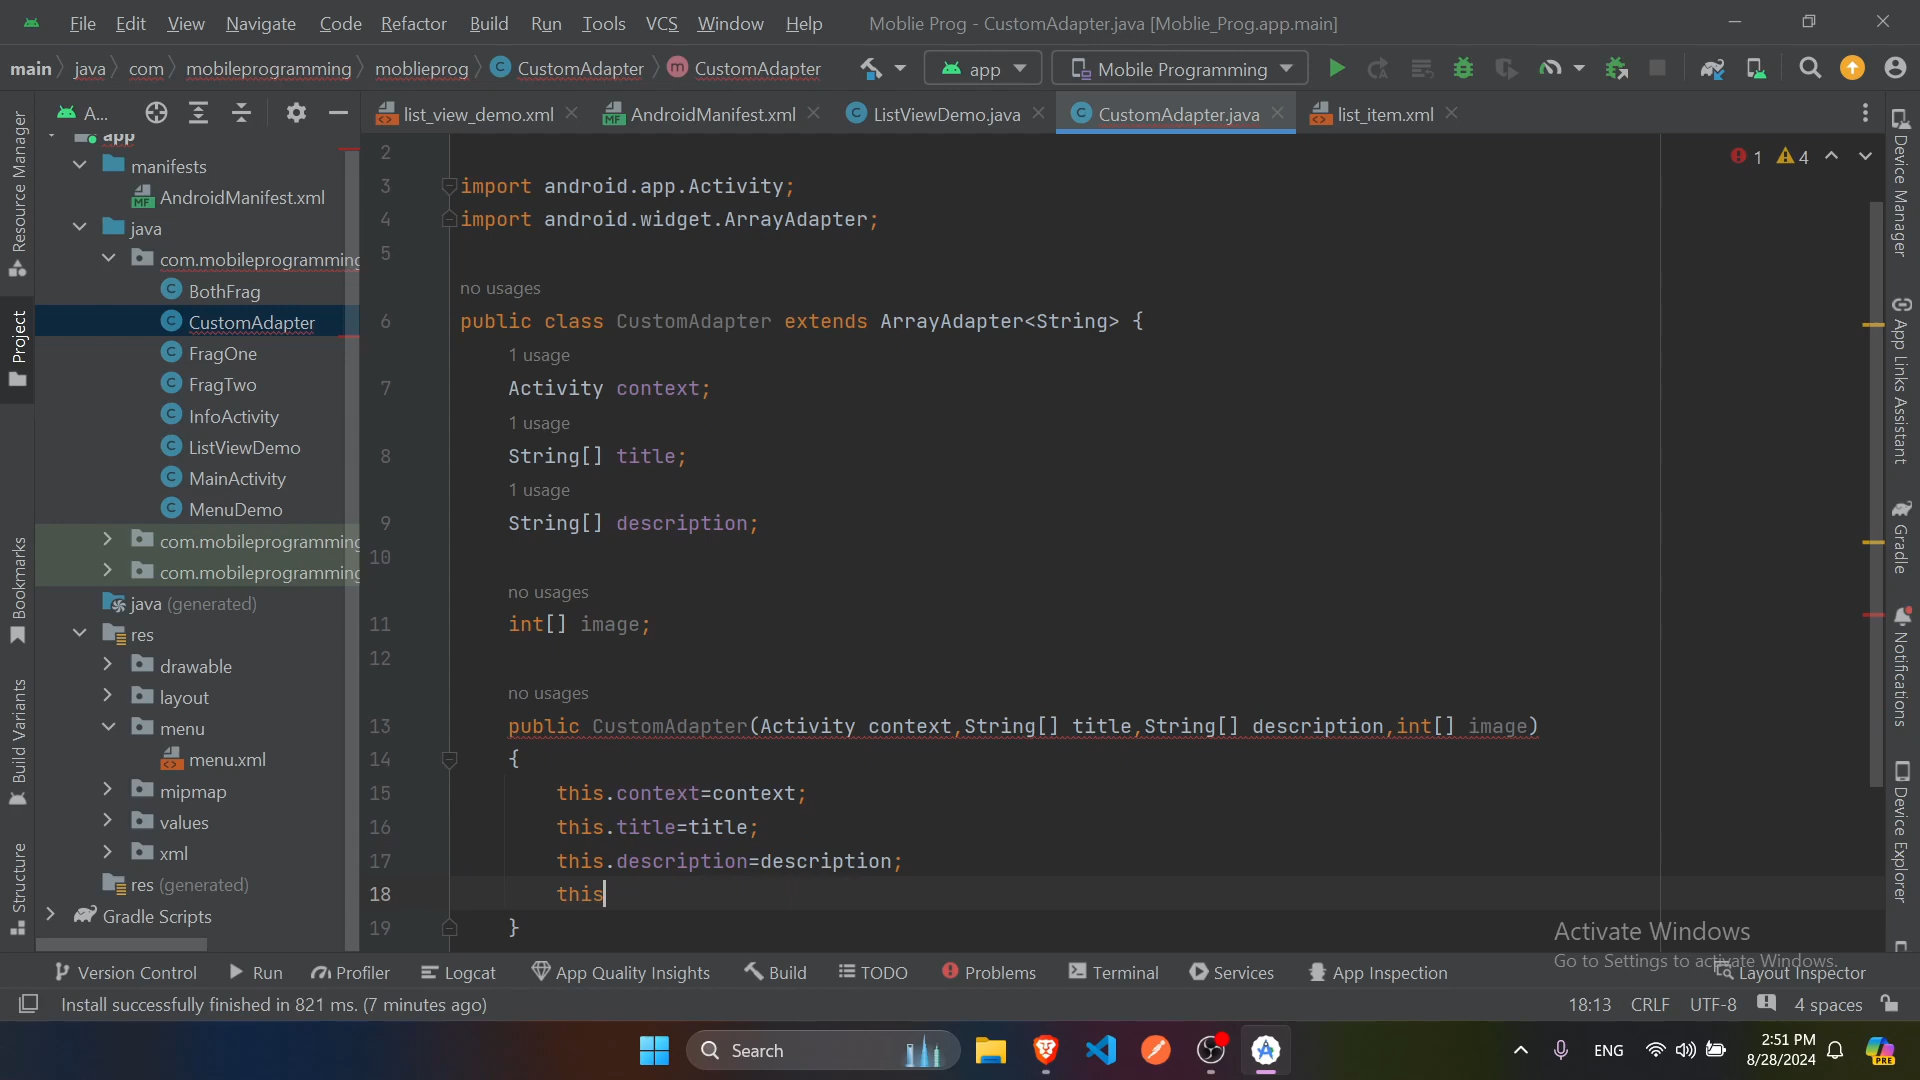 File Edit View Navigate Code Refactor Build Run Tools VCS Window Help Moblie Prog - CustomAdapter.java [Moblie_Prog.app.main]
main java com mobileprogramming moblieprog CustomAdapter CustomAdapter app Mobile Programming
A... list_view_demo.xml AndroidManifest.xml ListViewDemo.java CustomAdapter.java list_item.xml
Resource Manager
Project
Bookmarks
Build Variants
Structure
app
manifests
AndroidManifest.xml
java
com.mobileprogramming
BothFrag
CustomAdapter
FragOne
FragTwo
InfoActivity
ListViewDemo
MainActivity
MenuDemo
com.mobileprogramming
com.mobileprogramming
java (generated)
res
drawable
layout
menu
menu.xml
mipmap
values
xml
res (generated)
Gradle Scripts
1 4
2
3 import android.app.Activity;
4 import android.widget.ArrayAdapter;
5
no usages
6 public class CustomAdapter extends ArrayAdapter<String> {
1 usage
7 Activity context;
1 usage
8 String[] title;
1 usage
9 String[] description;
10
no usages
11 int[] image;
12
no usages
13 public CustomAdapter(Activity context,String[] title,String[] description,int[] image)
14 {
15 this.context=context;
16 this.title=title;
17 this.description=description;
18 this
19 }
Device Manager
App Links Assistant
Gradle
Notifications
Device Explorer
Activate Windows
Go to Settings to activate Windows.
Version Control Run Profiler Logcat App Quality Insights Build TODO Problems Terminal Services App Inspection Layout Inspector
Install successfully finished in 821 ms. (7 minutes ago) 18:13 CRLF UTF-8 4 spaces
Search ENG 2:51 PM
8/28/2024
PRE